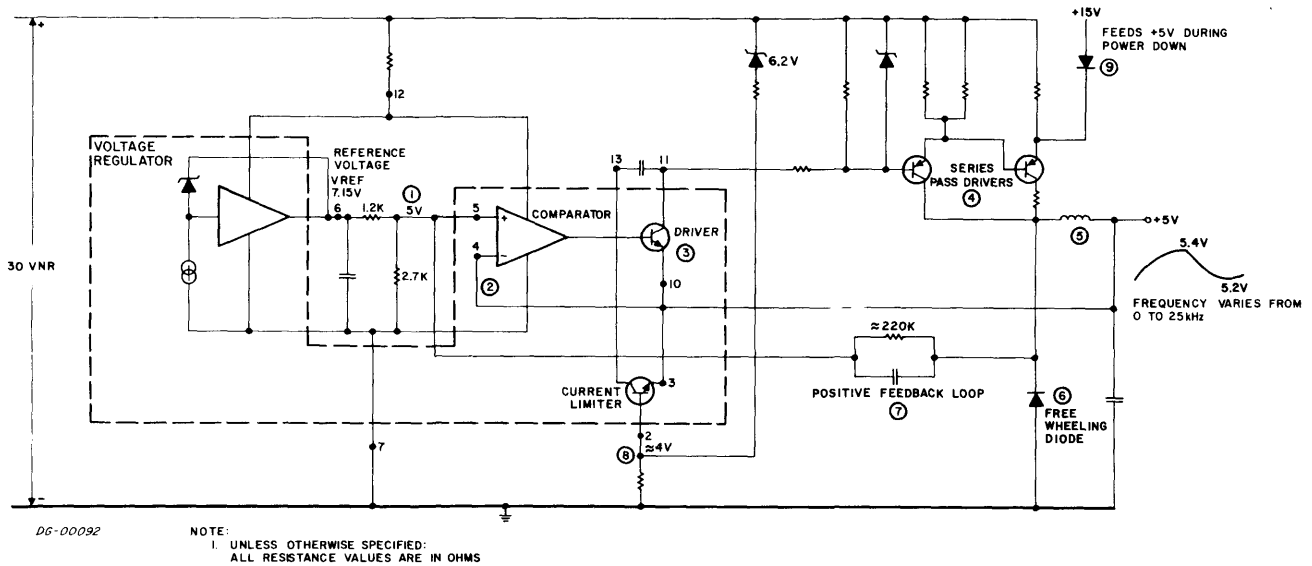 +
+15V
FEEDS +5V DURING
POWER DOWN
⑨
6.2V
12
VOLTAGE
REGULATOR
REFERENCE
VOLTAGE
VREF
7.15V
6
1.2K
①
5V
13
11
5
+
COMPARATOR
4
-
②
DRIVER
③
10
SERIES
PASS DRIVERS
④
⑤
+5V
30 VNR
2.7K
5.4V
5.2V
FREQUENCY VARIES FROM
0 TO 25kHz
≈220K
POSITIVE FEEDBACK LOOP
⑦
CURRENT
LIMITER
3
⑥
FREE
WHEELING
DIODE
7
2
⑧
≈4V
-
DG-00092
NOTE:
1. UNLESS OTHERWISE SPECIFIED:
ALL RESISTANCE VALUES ARE IN OHMS